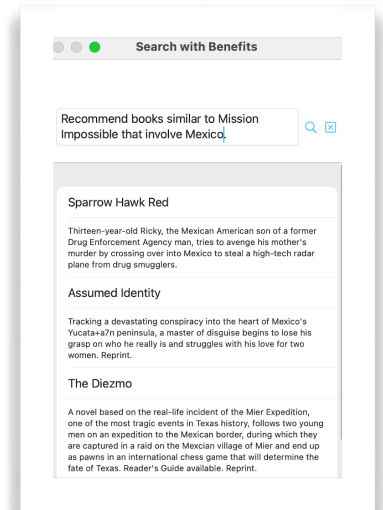 Search with Benefits
Recommend books similar to Mission
Impossible that involve Mexico.
Sparrow Hawk Red
Thirteen-year-old Ricky, the Mexican American son of a former
Drug Enforcement Agency man, tries to avenge his mother's
murder by crossing over into Mexico to steal a high-tech radar
plane from drug smugglers.
Assumed Identity
Tracking a devastating conspiracy into the heart of Mexico's
Yucata+a7n peninsula, a master of disguise begins to lose his
grasp on who he really is and struggles with his love for two
women. Reprint.
The Diezmo
A novel based on the real-life incident of the Mier Expedition,
one of the most tragic events in Texas history, follows two young
men on an expedition to the Mexican border, during which they
are captured in a raid on the Mexcian village of Mier and end up
as pawns in an international chess game that will determine the
fate of Texas. Reader's Guide available. Reprint.